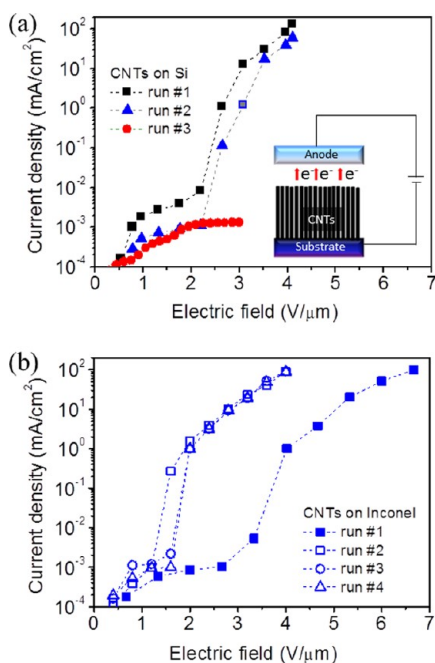 (a)
10²
10¹
10⁰
10⁻¹
10⁻²
10⁻³
10⁻⁴
Current density (mA/cm²)
CNTs on Si
run #1
run #2
run #3
Anode
e⁻ e⁻ e⁻
CNTs
Substrate
0 1 2 3 4 5 6 7
Electric field (V/μm)
(b)
10²
10¹
10⁰
10⁻¹
10⁻²
10⁻³
10⁻⁴
Current density (mA/cm²)
CNTs on Inconel
run #1
run #2
run #3
run #4
0 1 2 3 4 5 6 7
Electric field (V/μm)